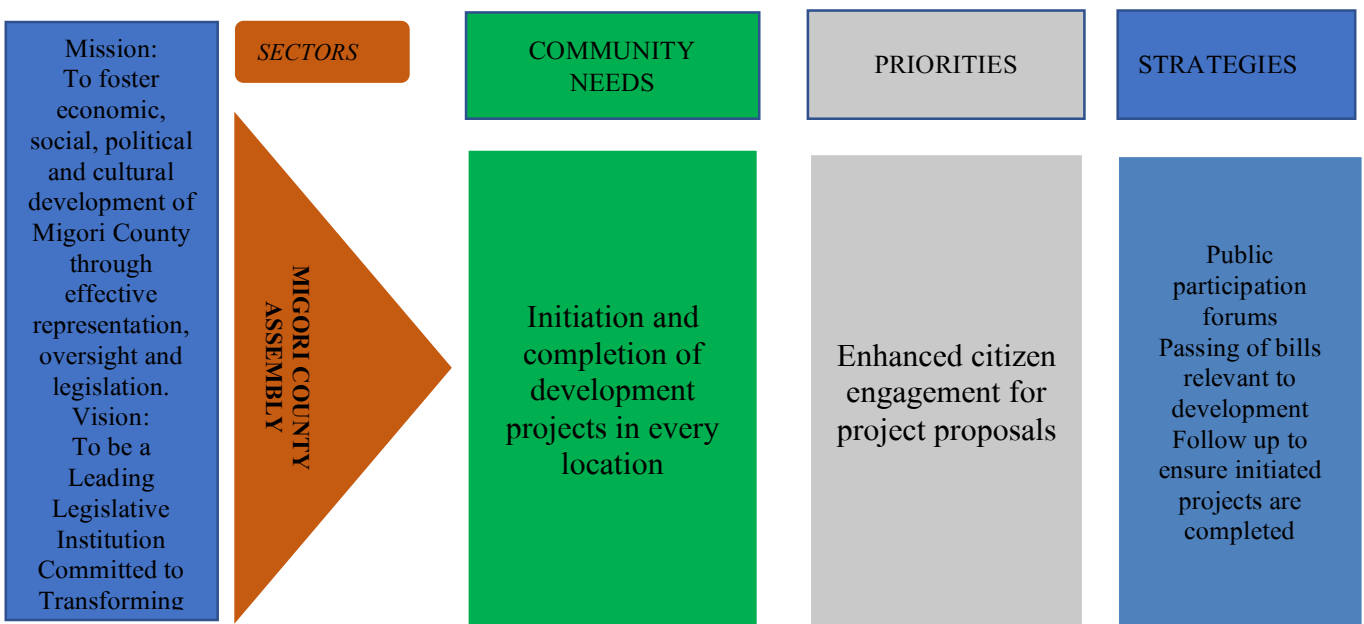 Mission:
To foster
economic,
social, political
and cultural
development of
Migori County
through
effective
representation,
oversight and
legislation.
Vision:
To be a
Leading
Legislative
Institution
Committed to
Transforming
SECTORS
MIGORI COUNTY
ASSEMBLY
COMMUNITY
NEEDS
Initiation and
completion of
development
projects in every
location
PRIORITIES
Enhanced citizen
engagement for
project proposals
STRATEGIES
Public
participation
forums
Passing of bills
relevant to
development
Follow up to
ensure initiated
projects are
completed